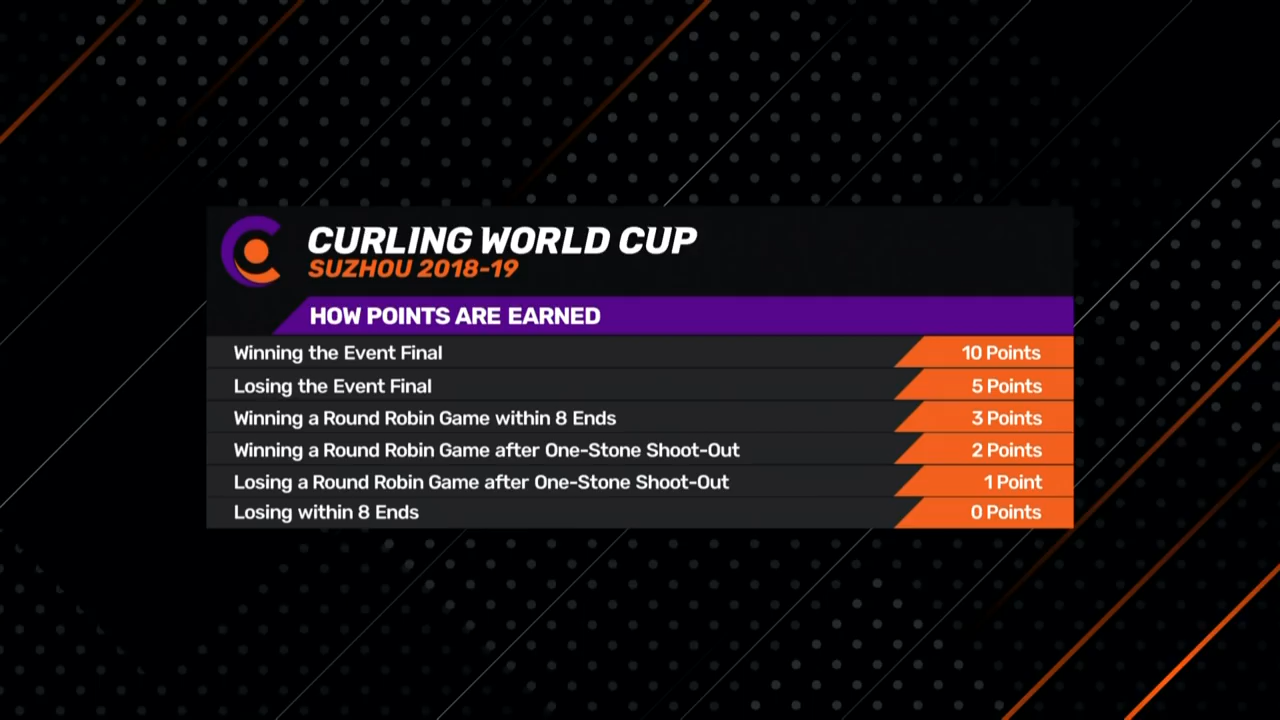 CURLING WORLD CUP
SUZHOU 2018-19
HOW POINTS ARE EARNED
Winning the Event Final 10 Points
Losing the Event Final 5 Points
Winning a Round Robin Game within 8 Ends 3 Points
Winning a Round Robin Game after One-Stone Shoot-Out 2 Points
Losing a Round Robin Game after One-Stone Shoot-Out 1 Point
Losing within 8 Ends 0 Points